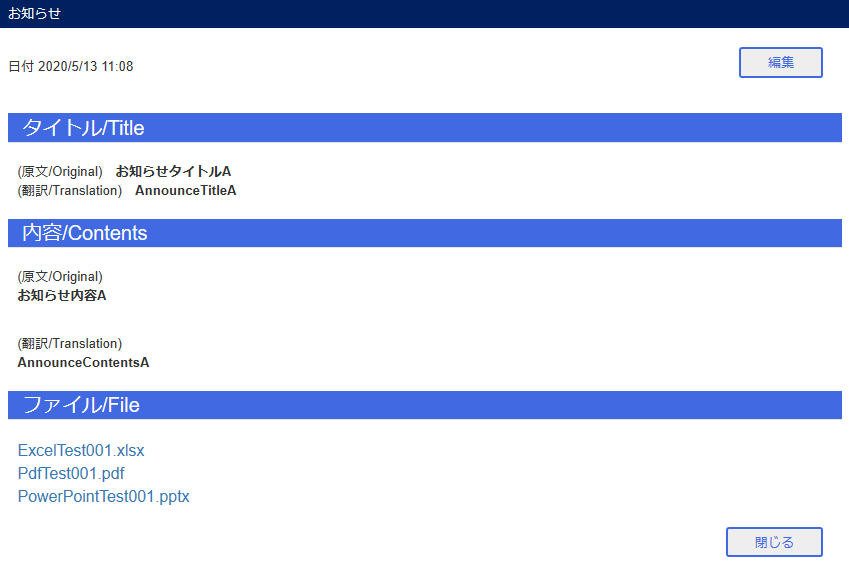 お知らせ
日付 2020/5/13 11:08
編集
タイトル/Title
(原文/Original) お知らせタイトルA
(翻訳/Translation) AnnounceTitleA
内容/Contents
(原文/Original)
お知らせ内容A
(翻訳/Translation)
AnnounceContentsA
ファイル/File
ExcelTest001.xlsx
PdfTest001.pdf
PowerPointTest001.pptx
閉じる